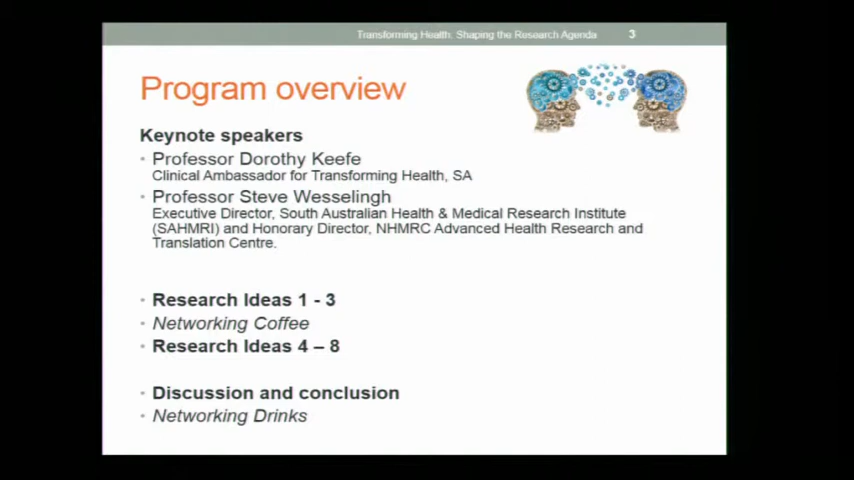 Transforming Health: Shaping the Research Agenda 3
Program overview
Keynote speakers
• Professor Dorothy Keefe
Clinical Ambassador for Transforming Health, SA
• Professor Steve Wesselingh
Executive Director, South Australian Health & Medical Research Institute
(SAHMRI) and Honorary Director, NHMRC Advanced Health Research and
Translation Centre.
• Research Ideas 1 - 3
• Networking Coffee
• Research Ideas 4 – 8
• Discussion and conclusion
• Networking Drinks